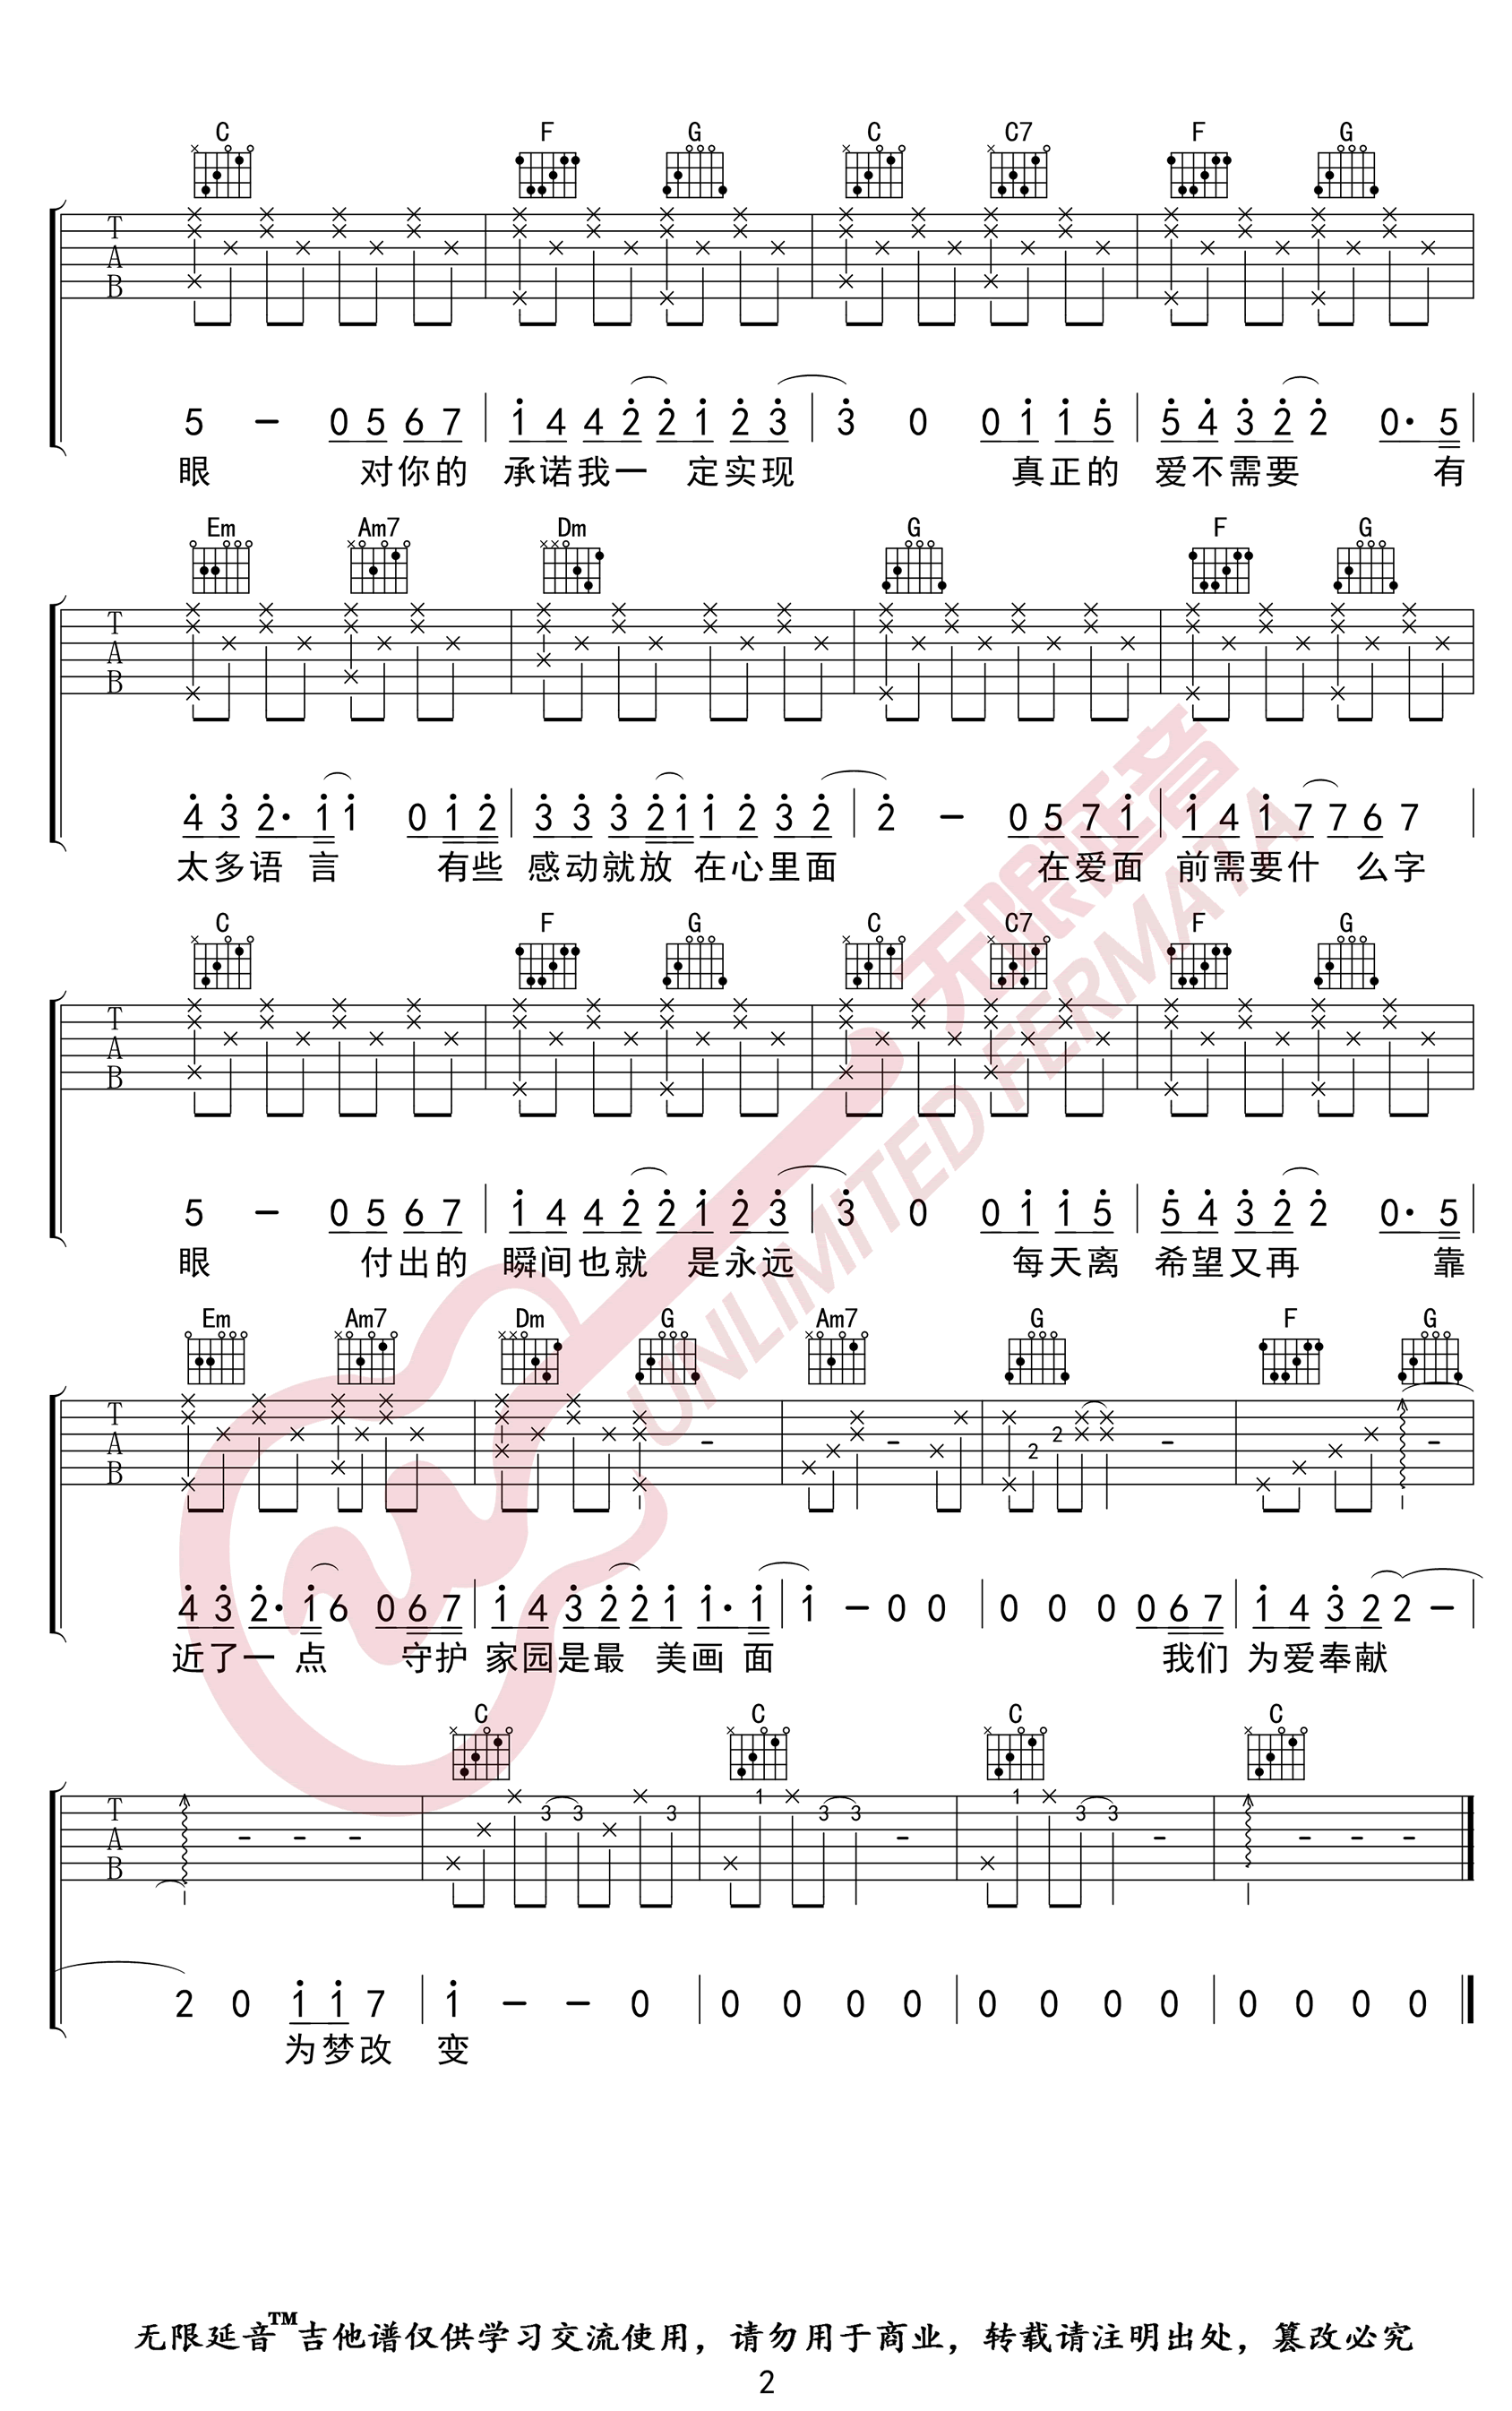 C F G C C7 F G
T
A
B
5 – 0 5 6 7 | 1 4 4 2 2 1 2 3 | 3 0 0 1 1 5 | 5 4 3 2 2 0· 5 |
眼 对你的 承诺我一 定实现 真正的 爱不需要 有
Em Am7 Dm G F G
T
A
B
4 3 2· 1 1 0 1 2 | 3 3 3 2 1 1 2 3 2 | 2 – 0 5 7 1 | 1 4 1 7 7 6 7 |
太多语 言 有些 感动就放 在心里面 在爱面 前需要什 么字
C F G C C7 F G
T
A
B
5 – 0 5 6 7 | 1 4 4 2 2 1 2 3 | 3 0 0 1 1 5 | 5 4 3 2 2 0· 5 |
眼 付出的 瞬间也就 是永远 每天离 希望又再 靠
Em Am7 Dm G Am7 G F G
T
A
B
2 2
4 3 2· 1 6 0 6 7 | 1 4 3 2 2 1 1· 1 | 1 – 0 0 | 0 0 0 0 6 7 | 1 4 3 2 2 – |
近了一 点 守护 家园是最 美画 面 我们 为爱奉献
C C C C
T
A
B
3 3 3 1 3 3 1 3 3
2 0 1 1 7 | 1 – – 0 | 0 0 0 0 | 0 0 0 0 | 0 0 0 0
为梦改 变
无限延音
UNLIMITED FERMATA
无限延音™吉他谱仅供学习交流使用，请勿用于商业，转载请注明出处，篡改必究
2